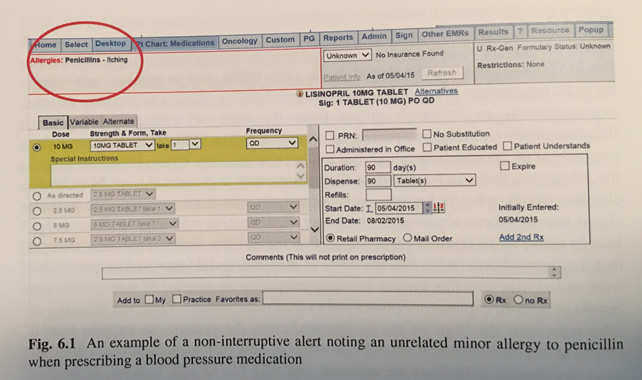 Home Select Desktop Pt Chart: Medications Oncology Custom PG Reports Admin Sign Other EMRs Results ? Resource Popup
Allergies: Penicillins - Itching
Unknown No Insurance Found
U Rx-Gen Formulary Status: Unknown
Patient Info As of 05/04/15 Refresh
Restrictions: None
LISINOPRIL 10MG TABLET Alternatives
Sig: 1 TABLET (10 MG) PO QD
Basic Variable Alternate
Dose Strength & Form, Take Frequency
10 MG 10MG TABLET take 1 QD
Special Instructions
As directed 2.5 MG TABLET
2.5 MG 2.5 MG TABLET take 1 QD
5 MG 5 MG TABLET take 1 QD
7.5 MG 2.5 MG TABLET take 3 QD
PRN: No Substitution
Administered in Office Patient Educated Patient Understands
Duration: 90 day(s) Expire
Dispense: 90 Tablet(s)
Refills:
Start Date: 05/04/2015 Initially Entered:
End Date: 08/02/2015 05/04/2015
Retail Pharmacy Mail Order Add 2nd Rx
Comments (This will not print on prescription)
Add to My Practice Favorites as: Rx no Rx
Fig. 6.1 An example of a non-interruptive alert noting an unrelated minor allergy to penicillin
when prescribing a blood pressure medication